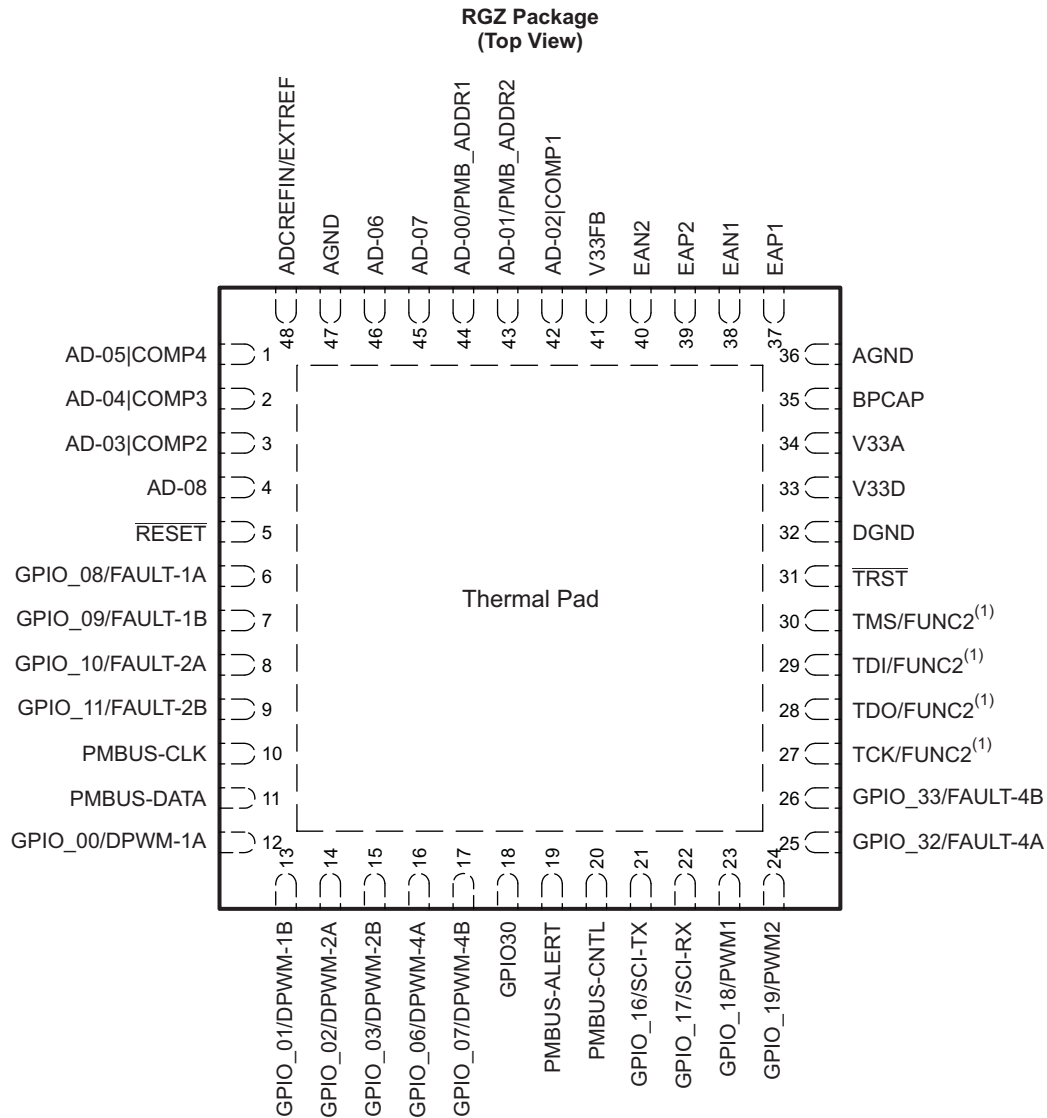 RGZ Package
(Top View)
ADCREFIN/EXTREF
AGND
AD-06
AD-07
AD-00/PMB_ADDR1
AD-01/PMB_ADDR2
AD-02|COMP1
V33FB
EAN2
EAP2
EAN1
EAP1
48
47
46
45
44
43
42
41
40
39
38
37
AD-05|COMP4 1
AD-04|COMP3 2
AD-03|COMP2 3
AD-08 4
RESET 5
GPIO_08/FAULT-1A 6
GPIO_09/FAULT-1B 7
GPIO_10/FAULT-2A 8
GPIO_11/FAULT-2B 9
PMBUS-CLK 10
PMBUS-DATA 11
GPIO_00/DPWM-1A 12
Thermal Pad
36 AGND
35 BPCAP
34 V33A
33 V33D
32 DGND
31 TRST
30 TMS/FUNC2(1)
29 TDI/FUNC2(1)
28 TDO/FUNC2(1)
27 TCK/FUNC2(1)
26 GPIO_33/FAULT-4B
25 GPIO_32/FAULT-4A
13
14
15
16
17
18
19
20
21
22
23
24
GPIO_01/DPWM-1B
GPIO_02/DPWM-2A
GPIO_03/DPWM-2B
GPIO_06/DPWM-4A
GPIO_07/DPWM-4B
GPIO30
PMBUS-ALERT
PMBUS-CNTL
GPIO_16/SCI-TX
GPIO_17/SCI-RX
GPIO_18/PWM1
GPIO_19/PWM2